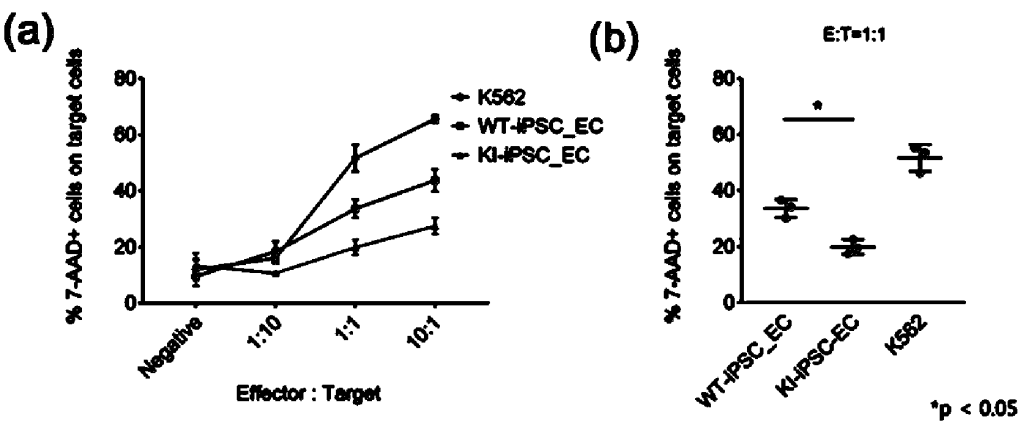 (a)
% 7-AAD+ cells on target cells
80
60
40
20
0
Negative
1:10
1:1
10:1
Effector : Target
K562
WT-iPSC_EC
KI-iPSC_EC
(b)
E:T=1:1
% 7-AAD+ cells on target cells
80
60
40
20
0
*
WT-iPSC_EC
KI-iPSC-EC
K562
*p < 0.05